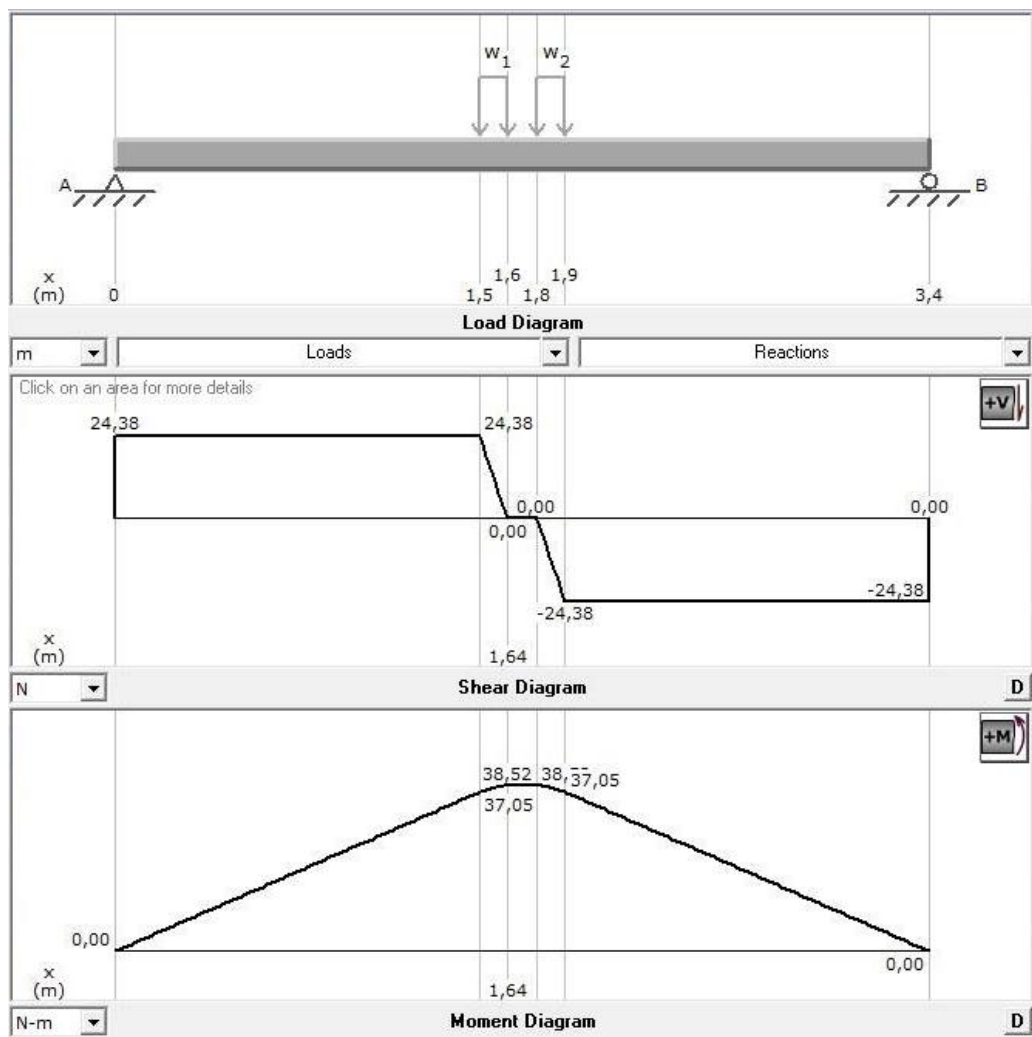 w1 w2
A B
1,6 1,9
x
(m) 0 1,5 1,8 3,4
Load Diagram
m Loads Reactions
Click on an area for more details
+V
24,38 24,38
0,00 0,00
0,00
-24,38
-24,38
x
(m) 1,64
N Shear Diagram D
+M
38,52 37,05
37,05
0,00
0,00
x
(m) 1,64
N-m Moment Diagram D